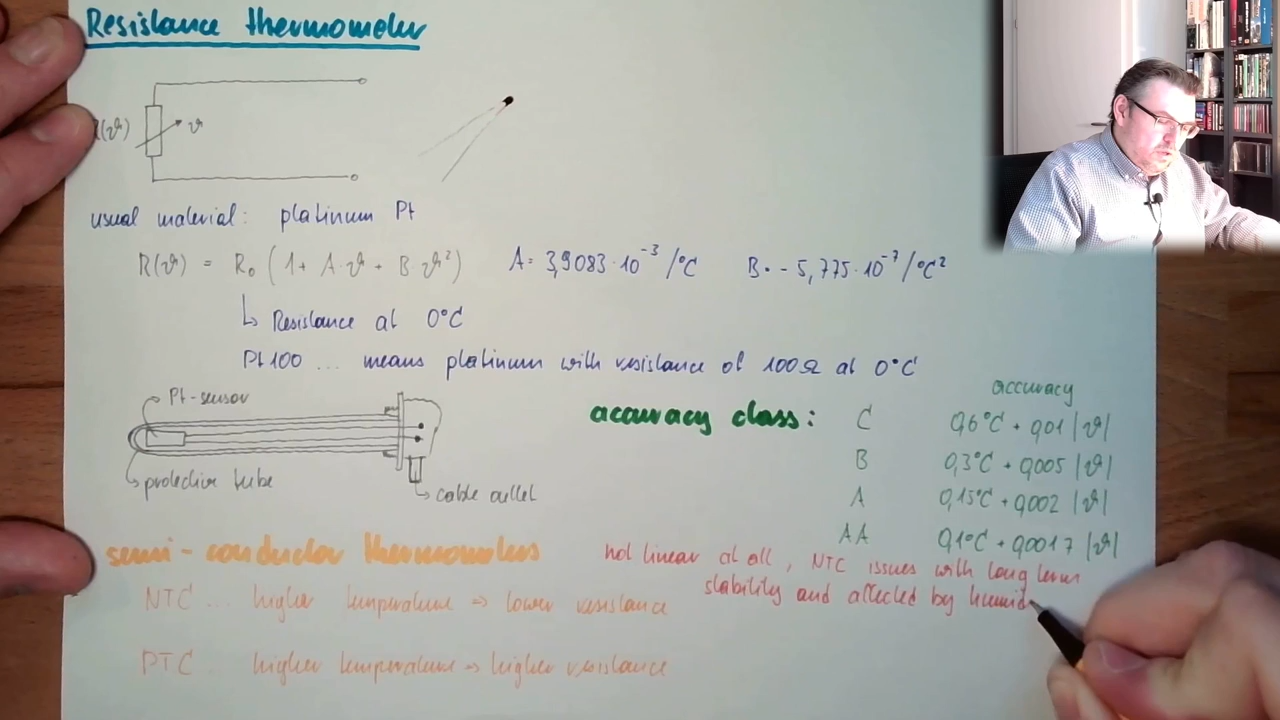 Resistance thermometer
R(ϑ) ϑ
usual material: platinum Pt
R(ϑ) = R₀ (1 + A·ϑ + B·ϑ²) A = 3,9083·10⁻³ /°C B = -5,775·10⁻⁷ /°C²
↳ Resistance at 0°C
Pt100 ... means platinum with resistance of 100Ω at 0°C
Pt-sensor
protective tube
cable outlet
accuracy
accuracy class: C 0,6°C + 0,01 |ϑ|
B 0,3°C + 0,005 |ϑ|
A 0,15°C + 0,002 |ϑ|
AA 0,1°C + 0,0017 |ϑ|
semi-conductor thermometers
not linear at all, NTC issues with long term
stability and affected by humid
NTC ... higher temperature ⇒ lower resistance
PTC .. higher temperature ⇒ higher resistance